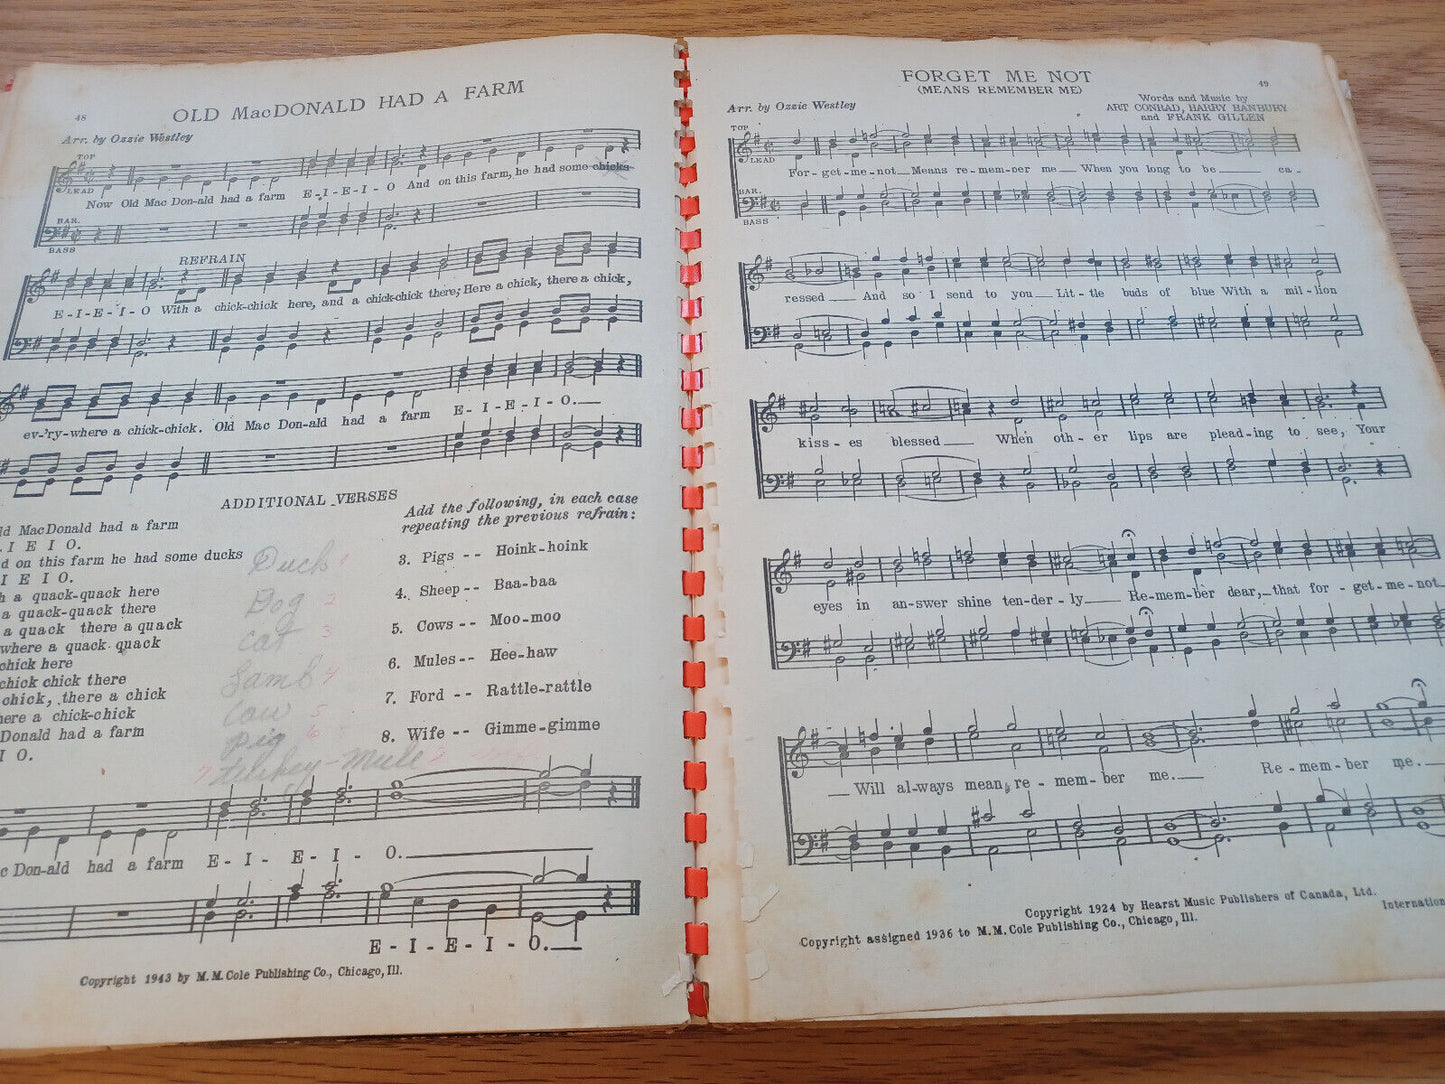 48
OLD MacDONALD HAD A FARM
Arr. by Ozzie Westley
TOP
LEAD
Now Old Mac Don-ald had a farm E-I-E-I-O And on this farm, he had some chicks
BAR.
BASS
REFRAIN
E-I-E-I-O With a chick-chick here, and a chick-chick there; Here a chick, there a chick,
ev-'ry-where a chick-chick. Old Mac Don-ald had a farm E-I-E-I-O.
ADDITIONAL VERSES
ld MacDonald had a farm
I E I O.
d on this farm he had some ducks
I E I O.
h a quack-quack here
a quack-quack there
a quack there a quack
where a quack quack
chick here
chick chick there
chick, there a chick
here a chick-chick
Donald had a farm
I O.
Duck 1
Dog 2
Cat 3
Lamb 4
Cow 5
Pig 6
7 turkey-Mule
Add the following, in each case
repeating the previous refrain:
3. Pigs -- Hoink-hoink
4. Sheep -- Baa-baa
5. Cows -- Moo-moo
6. Mules -- Hee-haw
7. Ford -- Rattle-rattle
8. Wife -- Gimme-gimme
c Don-ald had a farm E-I-E-I-O.
E-I-E-I-O.
Copyright 1943 by M. M. Cole Publishing Co., Chicago, Ill.
FORGET ME NOT
(MEANS REMEMBER ME)
49
Arr. by Ozzie Westley
Words and Music by
ART CONRAD, HARRY HANBURY
and FRANK GILLEN
TOP
LEAD
For-get-me-not Means re-mem-ber me When you long to be ca-
BAR.
BASS
ressed And so I send to you Lit-tle buds of blue With a mil-lion
kiss-es blessed When oth-er lips are plead-ing to see, Your
eyes in an-swer shine ten-der-ly Re-mem-ber dear, that for-get-me-not
Will al-ways mean, re-mem-ber me. Re-mem-ber me.
Copyright 1924 by Hearst Music Publishers of Canada, Ltd.
Copyright assigned 1936 to M. M. Cole Publishing Co., Chicago, Ill.
Internation